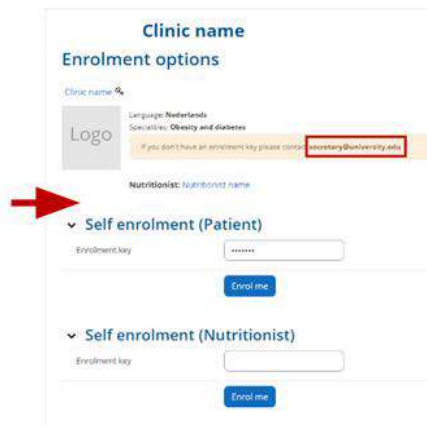 Clinic name
Enrolment options
Clinic name
Logo
Language: Nederlands
Specialities: Obesity and diabetes
If you don't have an enrolment key please contact secretary@university.edu
Nutritionist: Nutritionist name
Self enrolment (Patient)
Enrolment key
•••••••
Enrol me
Self enrolment (Nutritionist)
Enrolment key
Enrol me